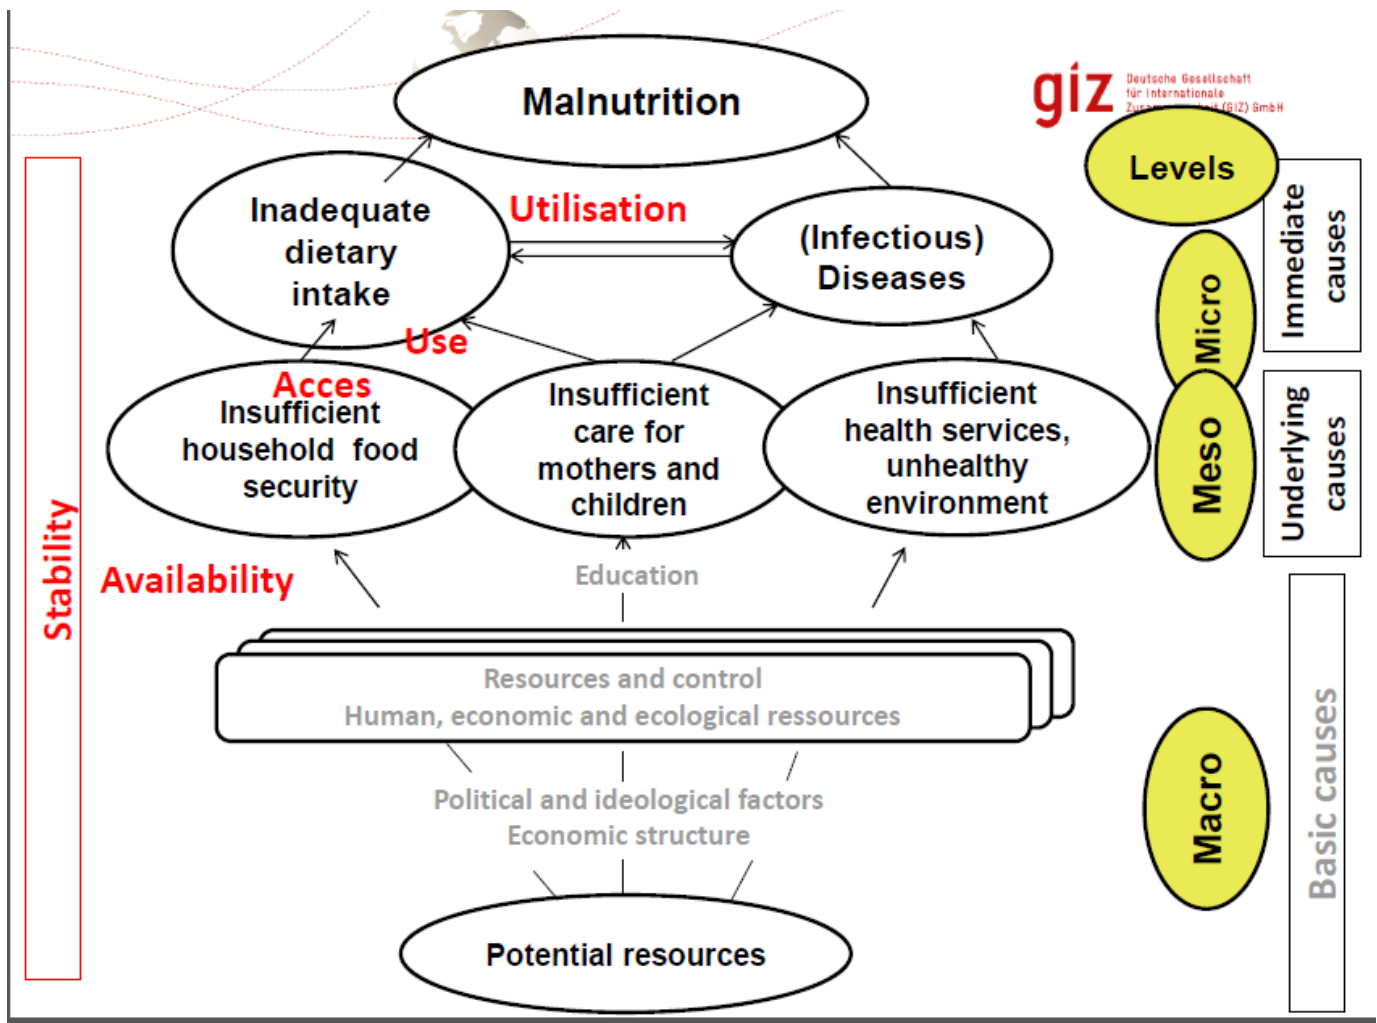 Malnutrition
giz Deutsche Gesellschaft
für Internationale
(GIZ) GmbH
Levels
Inadequate
dietary
intake
Utilisation
(Infectious)
Diseases
Immediate
causes
Micro
Use
Acces
Insufficient
household food
security
Insufficient
care for
mothers and
children
Insufficient
health services,
unhealthy
environment
Meso
Underlying
causes
Stability
Availability
Education
Resources and control
Human, economic and ecological ressources
Political and ideological factors
Economic structure
Macro
Basic causes
Potential resources